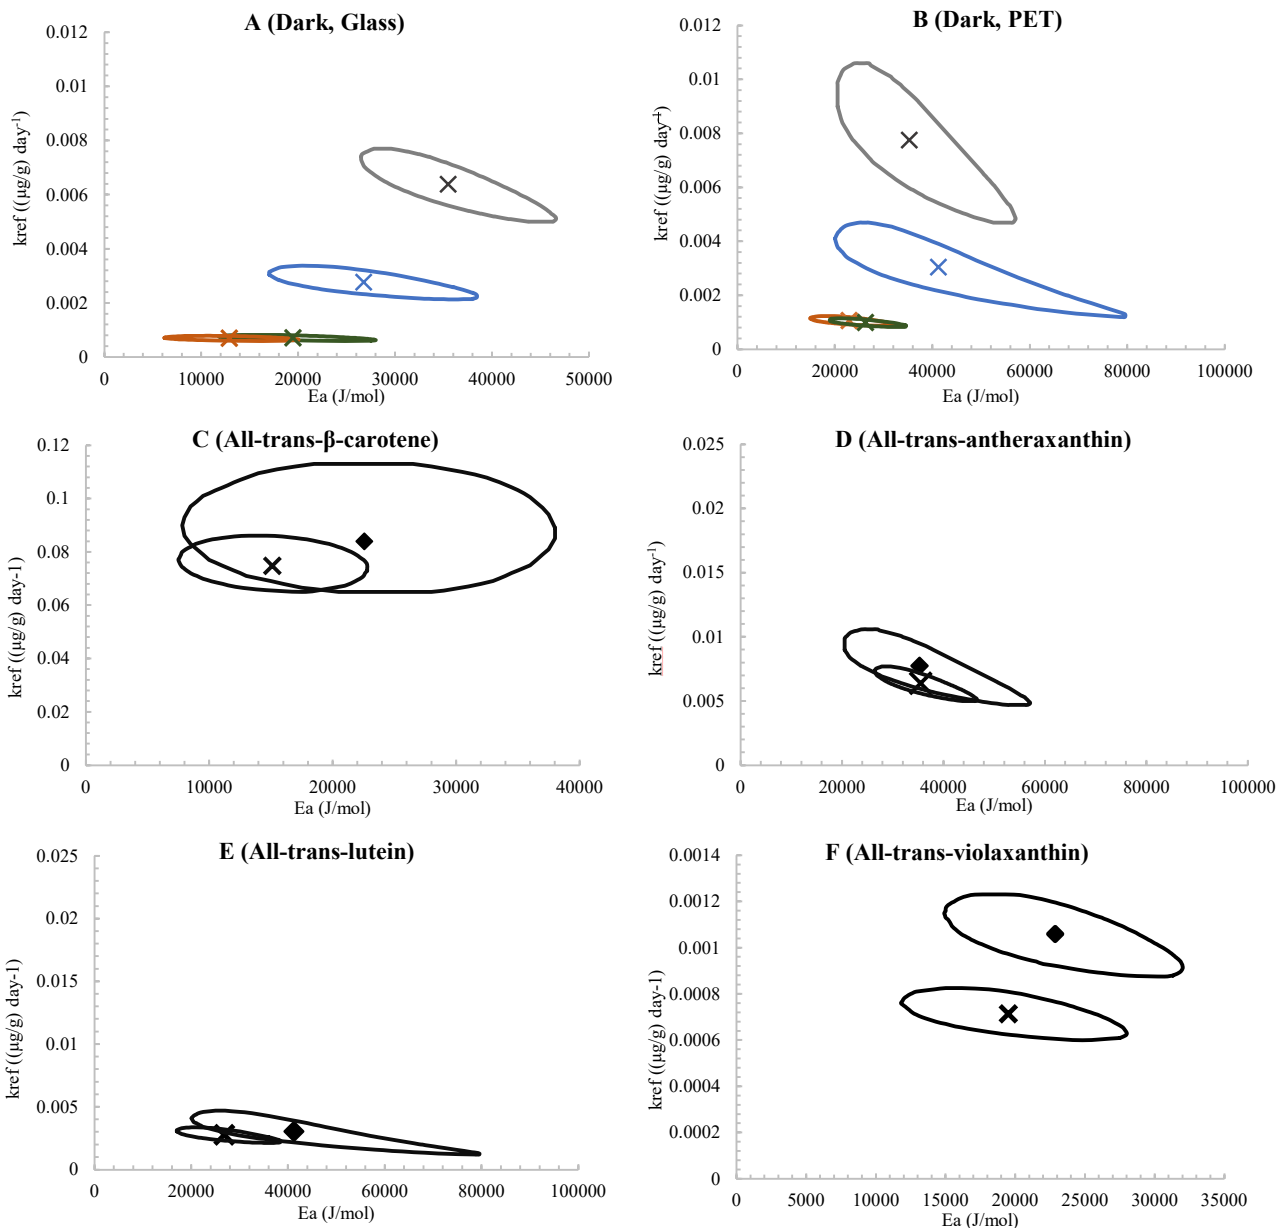 A (Dark, Glass)
0.012
0.01
0.008
0.006
0.004
0.002
0
kref ((µg/g) day⁻¹)
0 10000 20000 30000 40000 50000
Ea (J/mol)
B (Dark, PET)
0.012
0.01
0.008
0.006
0.004
0.002
0
kref ((µg/g) day⁻¹)
0 20000 40000 60000 80000 100000
Ea (J/mol)
C (All-trans-β-carotene)
0.12
0.1
0.08
0.06
0.04
0.02
0
kref ((µg/g) day-1)
0 10000 20000 30000 40000
Ea (J/mol)
D (All-trans-antheraxanthin)
0.025
0.02
0.015
0.01
0.005
0
kref ((µg/g) day⁻¹)
0 20000 40000 60000 80000 100000
Ea (J/mol)
E (All-trans-lutein)
0.025
0.02
0.015
0.01
0.005
0
kref ((µg/g) day-1)
0 20000 40000 60000 80000 100000
Ea (J/mol)
F (All-trans-violaxanthin)
0.0014
0.0012
0.001
0.0008
0.0006
0.0004
0.0002
0
kref ((µg/g) day-1)
0 5000 10000 15000 20000 25000 30000 35000
Ea (J/mol)